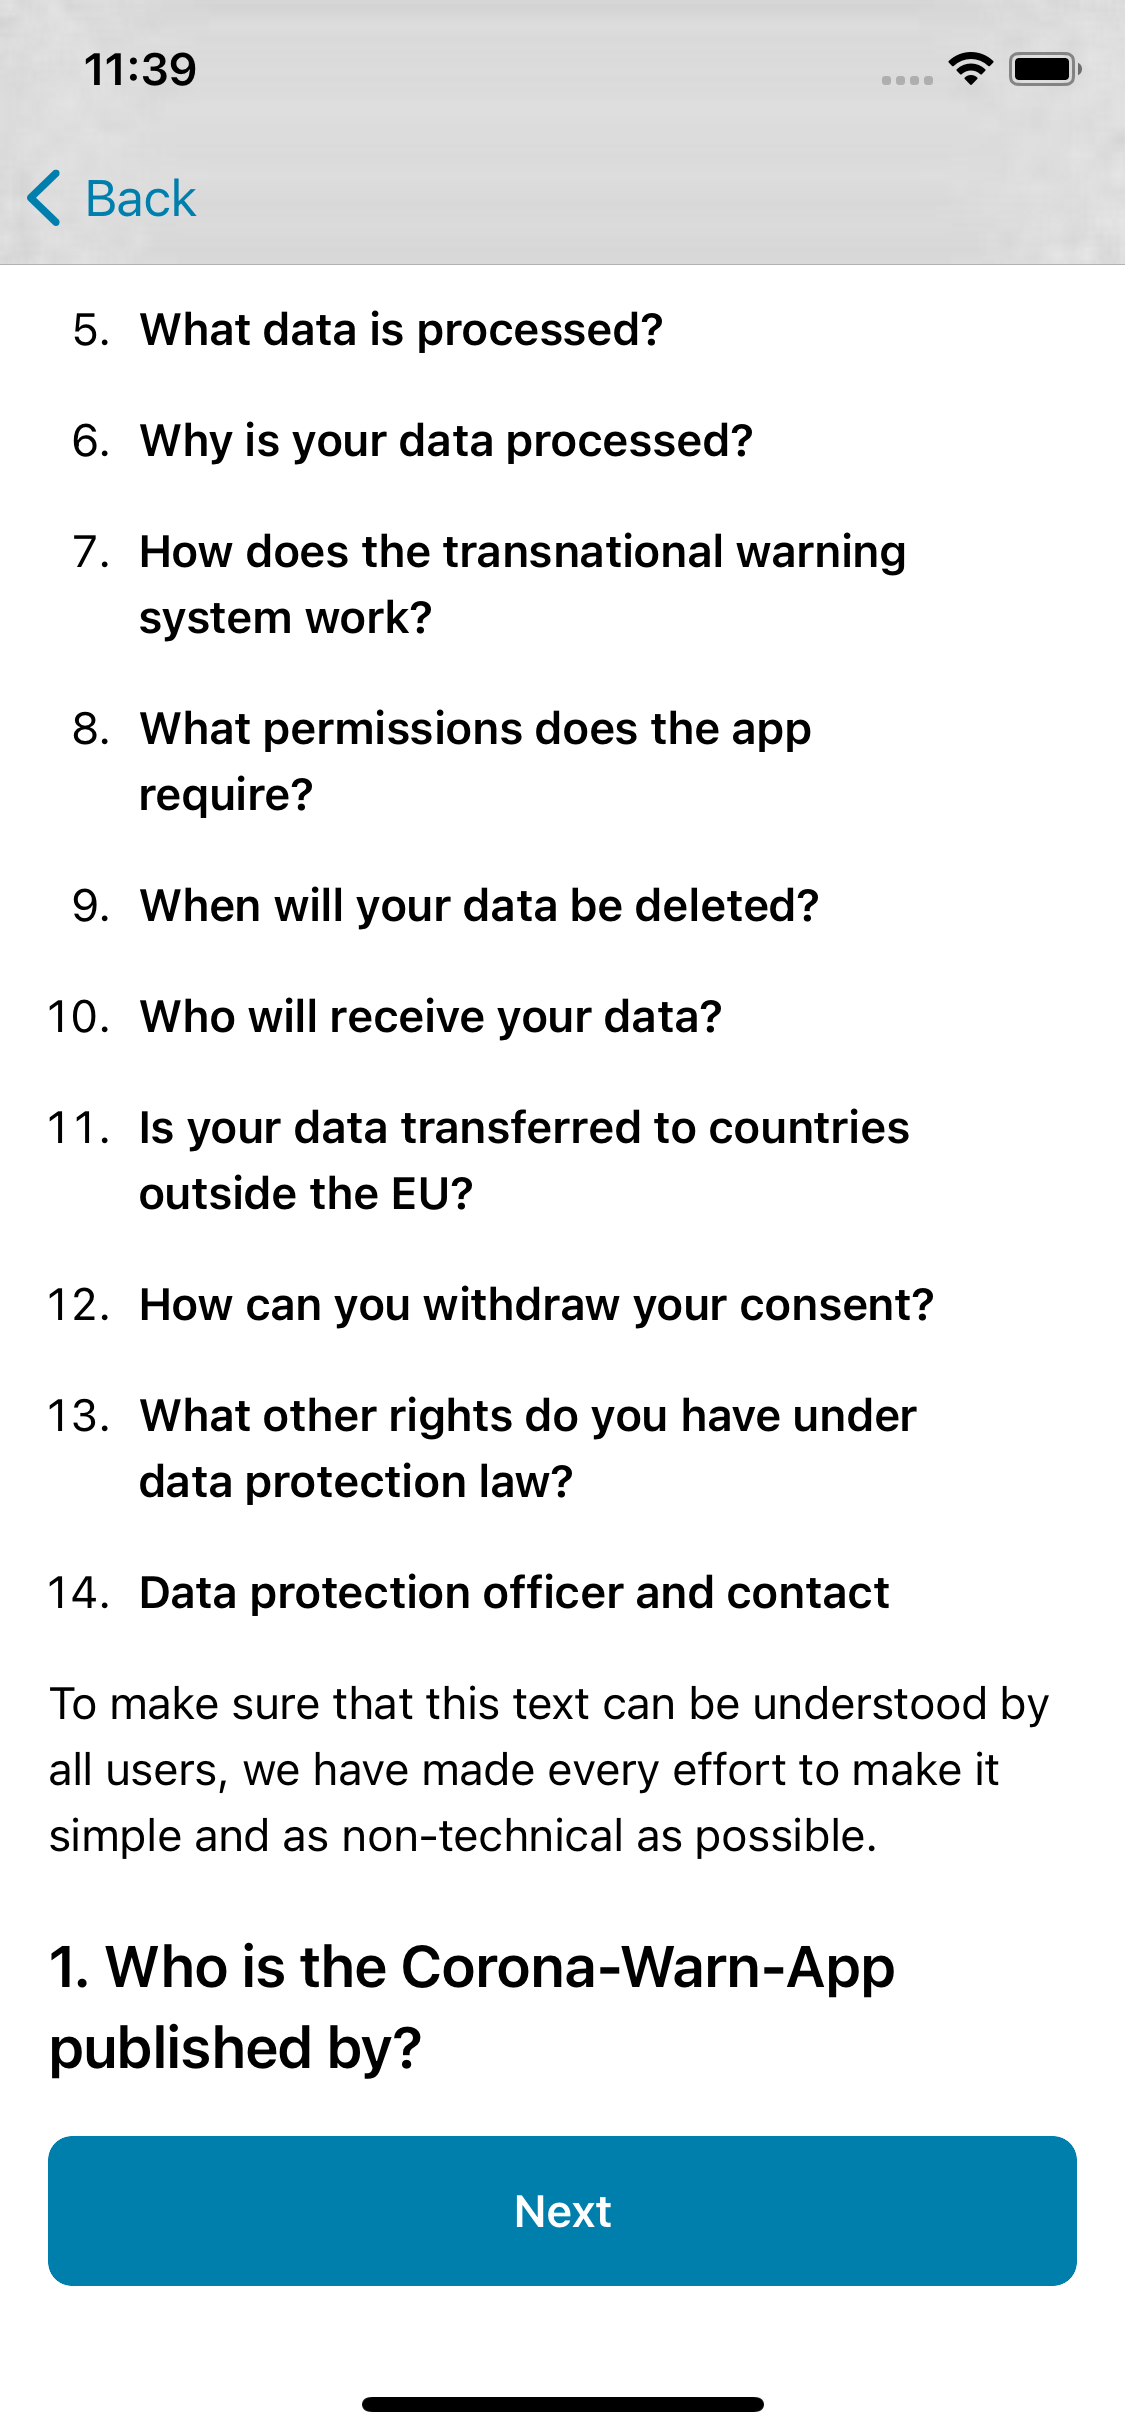 11:39
Back
5. What data is processed?
6. Why is your data processed?
7. How does the transnational warning
system work?
8. What permissions does the app
require?
9. When will your data be deleted?
10. Who will receive your data?
11. Is your data transferred to countries
outside the EU?
12. How can you withdraw your consent?
13. What other rights do you have under
data protection law?
14. Data protection officer and contact
To make sure that this text can be understood by
all users, we have made every effort to make it
simple and as non-technical as possible.
1. Who is the Corona-Warn-App
published by?
Next